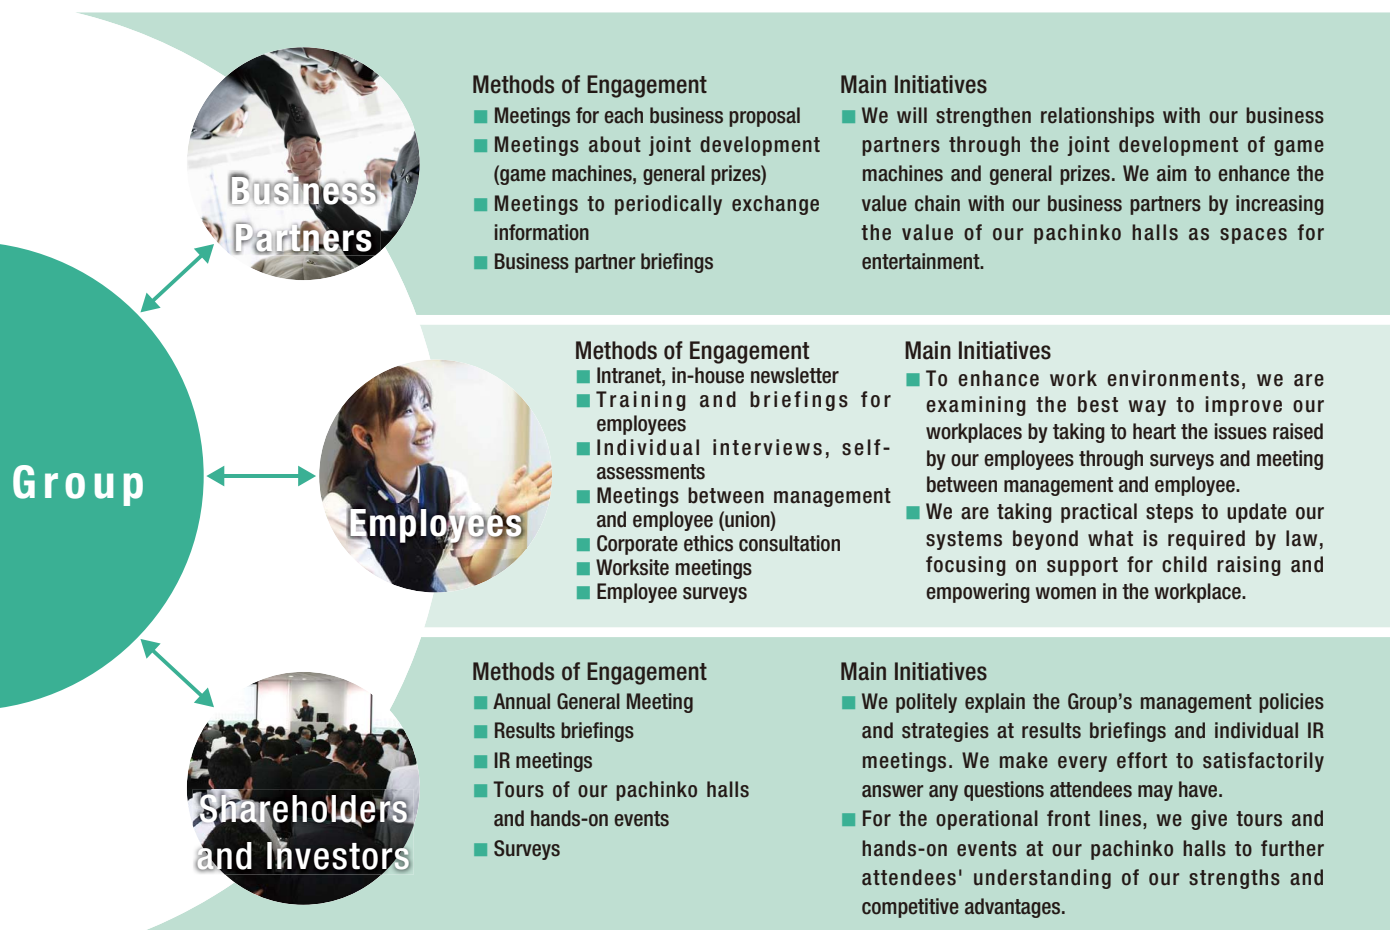 Group
Business
Partners
Methods of Engagement
■ Meetings for each business proposal
■ Meetings about joint development
(game machines, general prizes)
■ Meetings to periodically exchange
information
■ Business partner briefings
Main Initiatives
■ We will strengthen relationships with our business
partners through the joint development of game
machines and general prizes. We aim to enhance the
value chain with our business partners by increasing
the value of our pachinko halls as spaces for
entertainment.
Employees
Methods of Engagement
■ Intranet, in-house newsletter
■ Training and briefings for
employees
■ Individual interviews, self-
assessments
■ Meetings between management
and employee (union)
■ Corporate ethics consultation
■ Worksite meetings
■ Employee surveys
Main Initiatives
■ To enhance work environments, we are
examining the best way to improve our
workplaces by taking to heart the issues raised
by our employees through surveys and meeting
between management and employee.
■ We are taking practical steps to update our
systems beyond what is required by law,
focusing on support for child raising and
empowering women in the workplace.
Shareholders
and Investors
Methods of Engagement
■ Annual General Meeting
■ Results briefings
■ IR meetings
■ Tours of our pachinko halls
and hands-on events
■ Surveys
Main Initiatives
■ We politely explain the Group's management policies
and strategies at results briefings and individual IR
meetings. We make every effort to satisfactorily
answer any questions attendees may have.
■ For the operational front lines, we give tours and
hands-on events at our pachinko halls to further
attendees' understanding of our strengths and
competitive advantages.